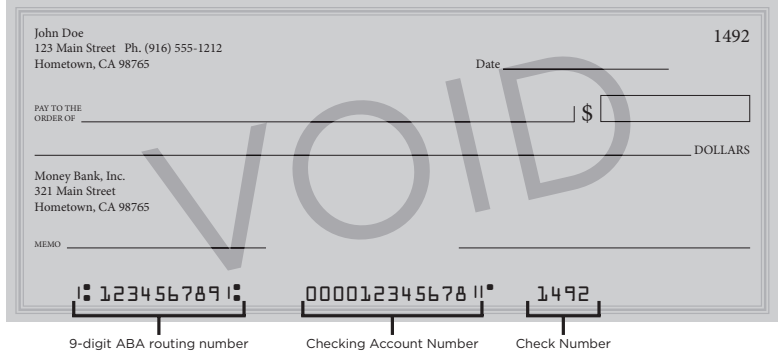 John Doe
123 Main Street Ph. (916) 555-1212
Hometown, CA 98765
1492
Date
PAY TO THE
ORDER OF
$
DOLLARS
VOID
Money Bank, Inc.
321 Main Street
Hometown, CA 98765
MEMO
⑆123456789⑆ 000012345678⑈ 1492
9-digit ABA routing number Checking Account Number Check Number